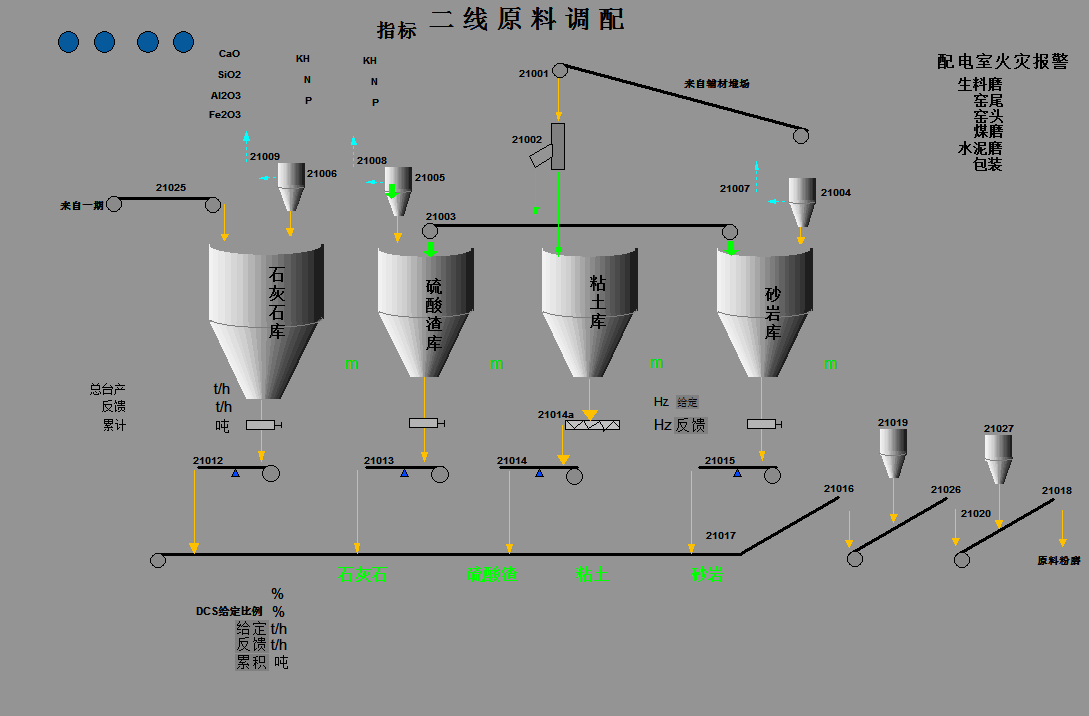 二线原料调配
指标
CaO
SiO2
Al2O3
Fe2O3
KH
N
P
KH
N
P
配电室火灾报警
生料磨
窑尾
窑头
煤磨
水泥磨
包装
21001
来自辅材堆场
21002
21009
21006
21008
21005
21007
21004
21025
来自一期
21003
石灰石库
硫酸渣库
粘土库
砂岩库
m
m
m
m
总台产 t/h
反馈 t/h
累计 吨
Hz 给定
Hz 反馈
21014a
21012
21013
21014
21015
21019
21027
21016
21026
21018
21020
21017
原料粉磨
石灰石
硫酸渣
粘土
砂岩
%
DCS给定比例 %
给定 t/h
反馈 t/h
累积 吨